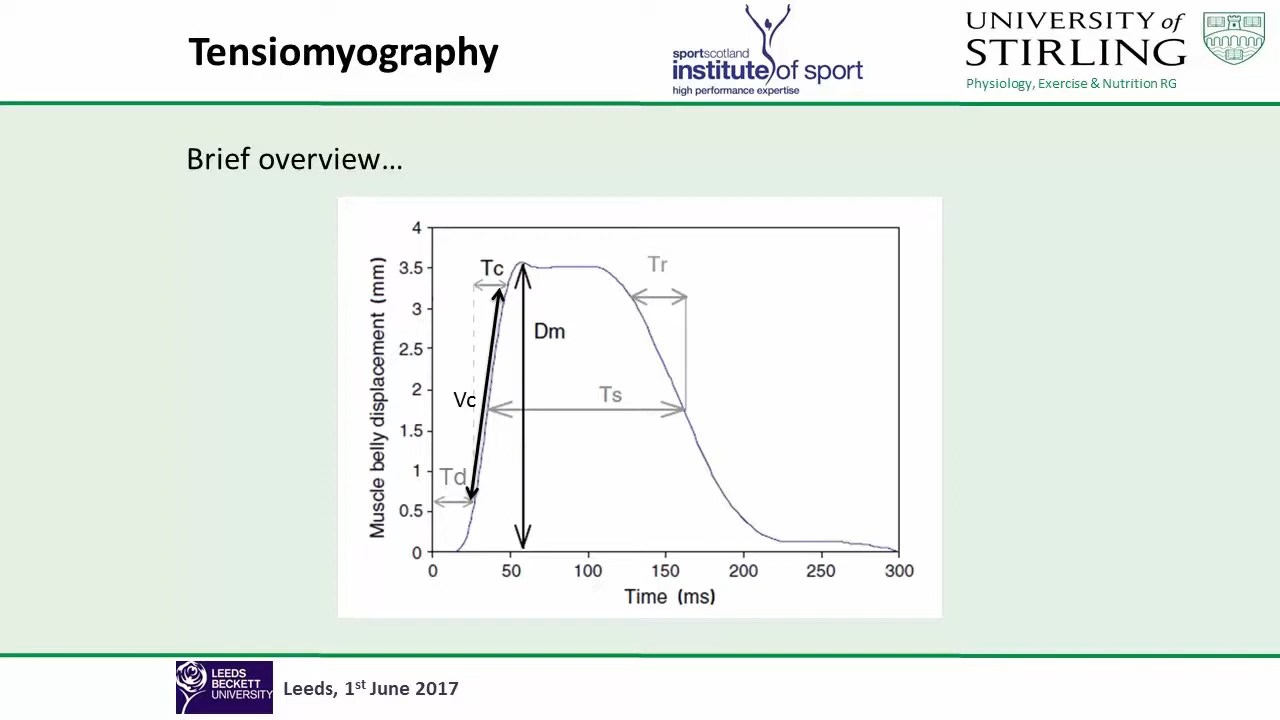 Tensiomyography
sportscotland
institute of sport
high performance expertise
UNIVERSITY of
STIRLING
Physiology, Exercise & Nutrition RG
Brief overview...
4
3.5
3
2.5
2
1.5
1
0.5
0
Muscle belly displacement (mm)
Tc
Tr
Dm
Vc
Ts
Td
0 50 100 150 200 250 300
Time (ms)
LEEDS
BECKETT
UNIVERSITY
Leeds, 1st June 2017